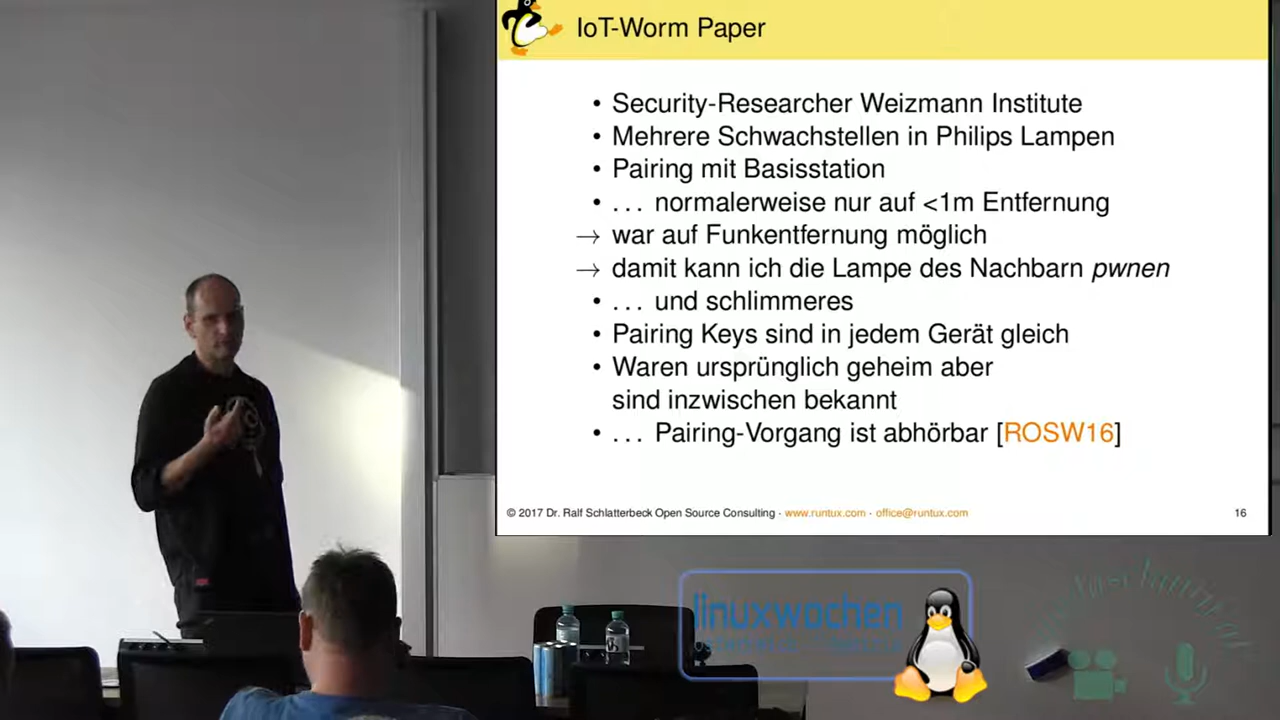 IoT-Worm Paper
• Security-Researcher Weizmann Institute
• Mehrere Schwachstellen in Philips Lampen
• Pairing mit Basisstation
• . . . normalerweise nur auf <1m Entfernung
→ war auf Funkentfernung möglich
→ damit kann ich die Lampe des Nachbarn pwnen
• . . . und schlimmeres
• Pairing Keys sind in jedem Gerät gleich
• Waren ursprünglich geheim aber
sind inzwischen bekannt
• . . . Pairing-Vorgang ist abhörbar [ROSW16]
© 2017 Dr. Ralf Schlatterbeck Open Source Consulting · www.runtux.com · office@runtux.com 16
linuxwochen